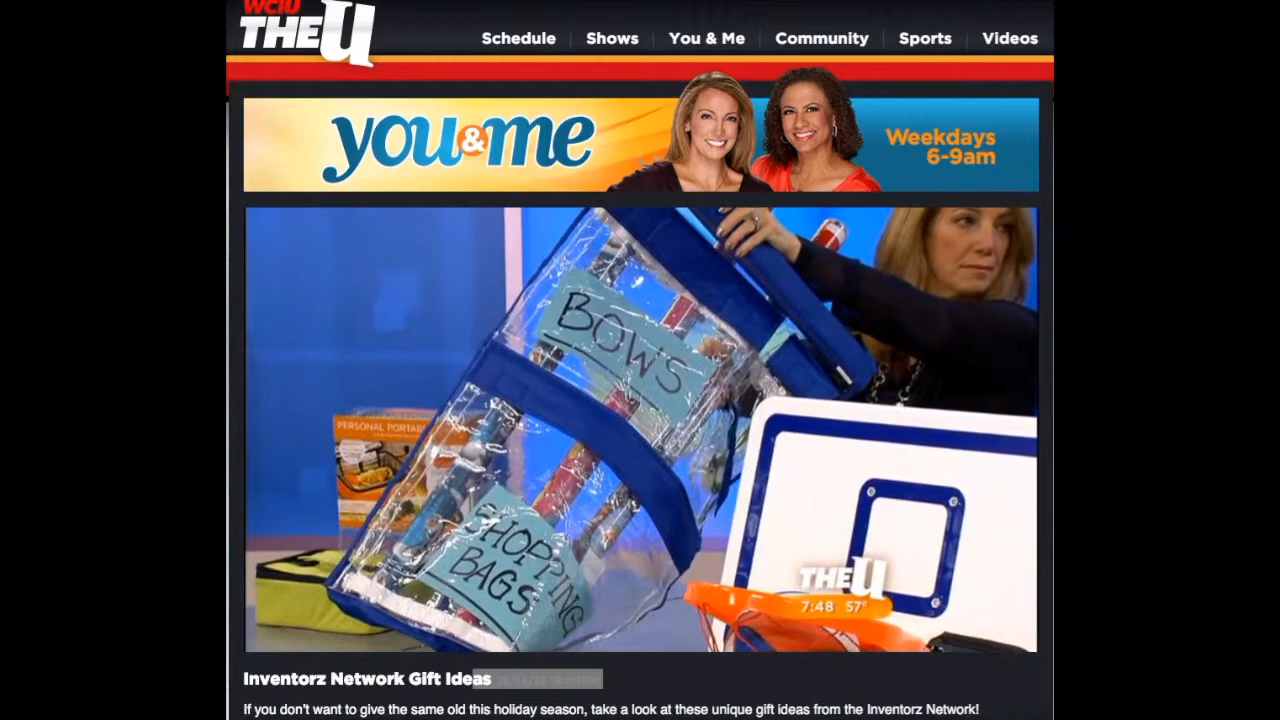 WCIU
THE U
Schedule
Shows
You & Me
Community
Sports
Videos
you & me
Weekdays
6-9am
BOWS
PERSONAL PORTAB
SHOPPING
BAGS
THE U
7:48 57°
Inventorz Network Gift Ideas
If you don't want to give the same old this holiday season, take a look at these unique gift ideas from the Inventorz Network!